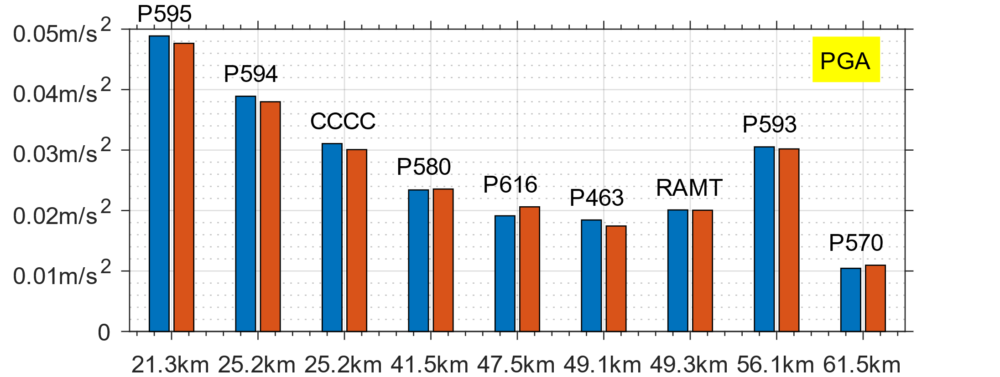 P595
0.05m/s²
PGA
P594
0.04m/s²
CCCC
P593
0.03m/s²
P580
P616
RAMT
P463
0.02m/s²
P570
0.01m/s²
0
21.3km 25.2km 25.2km 41.5km 47.5km 49.1km 49.3km 56.1km 61.5km